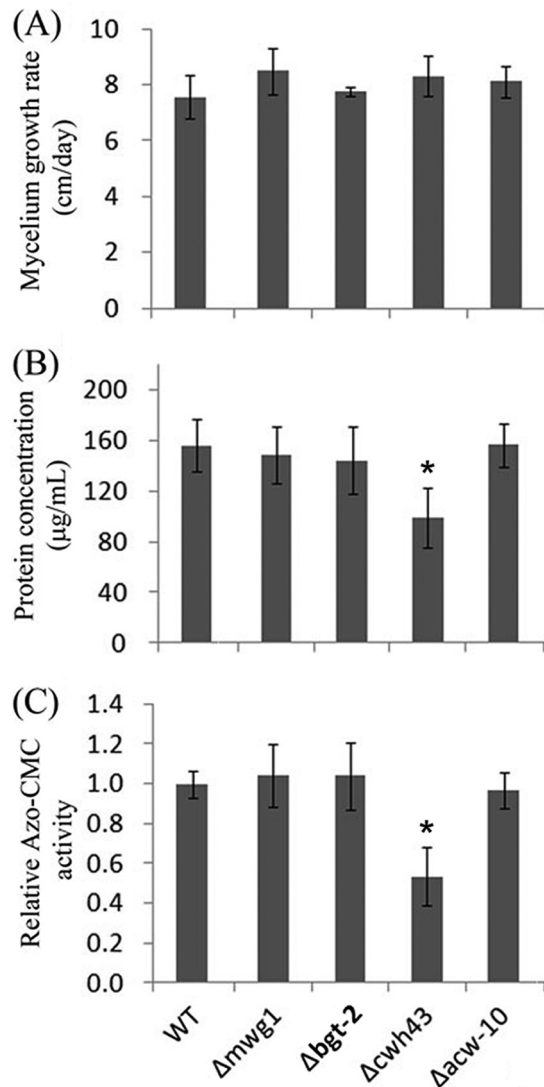 (A)
Mycelium growth rate
(cm/day)
10
8
6
4
2
0
(B)
Protein concentration
(µg/mL)
200
160
120
80
40
0
*
(C)
Relative Azo-CMC
activity
1.4
1.2
1.0
0.8
0.6
0.4
0.2
0.0
*
WT
Δmwg1
Δbgt-2
Δcwh43
Δacw-10